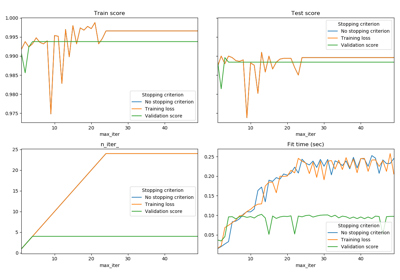 Train score
1.000
0.995
0.990
0.985
0.980
0.975
Stopping criterion
No stopping criterion
Training loss
Validation score
10 20 30 40
max_iter
Test score
Stopping criterion
No stopping criterion
Training loss
Validation score
10 20 30 40
max_iter
n_iter_
25
20
15
10
5
0
Stopping criterion
No stopping criterion
Training loss
Validation score
10 20 30 40
max_iter
Fit time (sec)
0.25
0.20
0.15
0.10
0.05
Stopping criterion
No stopping criterion
Training loss
Validation score
10 20 30 40
max_iter